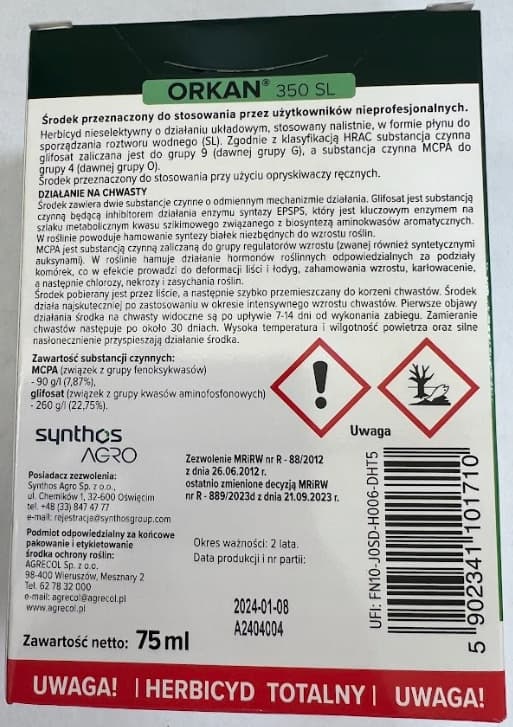 ORKAN® 350 SL
Środek przeznaczony do stosowania przez użytkowników nieprofesjonalnych.
Herbicyd nieselektywny o działaniu układowym, stosowany nalistnie, w formie płynu do
sporządzania roztworu wodnego (SL). Zgodnie z klasyfikacją HRAC substancja czynna
glifosat zaliczana jest do grupy 9 (dawnej grupy G), a substancja czynna MCPA do
grupy 4 (dawnej grupy O).
Środek przeznaczony do stosowania przy użyciu opryskiwaczy ręcznych.
DZIAŁANIE NA CHWASTY
Środek zawiera dwie substancje czynne o odmiennym mechanizmie działania. Glifosat jest substancją
czynną będącą inhibitorem działania enzymu syntazy EPSPS, który jest kluczowym enzymem na
szlaku metabolicznym kwasu szikimowego związanego z biosyntezą aminokwasów aromatycznych.
W roślinie powoduje hamowanie syntezy białek niezbędnych do wzrostu roślin.
MCPA jest substancją czynną zaliczaną do grupy regulatorów wzrostu (zwanej również syntetycznymi
auksynami). W roślinie hamuje działanie hormonów roślinnych odpowiedzialnych za podziały
komórek, co w efekcie prowadzi do deformacji liści i łodyg, zahamowania wzrostu, karłowacenie,
a następnie chlorozy, nekrozy i zasychania roślin.
Środek pobierany jest przez liście, a następnie szybko przemieszczany do korzeni chwastów. Środek
działa najskuteczniej po zastosowaniu w okresie intensywnego wzrostu chwastów. Pierwsze objawy
działania środka na chwasty widoczne są po upływie 7-14 dni od wykonania zabiegu. Zamieranie
chwastów następuje po około 30 dniach. Wysoka temperatura i wilgotność powietrza oraz silne
nasłonecznienie przyspieszają działanie środka.
Zawartość substancji czynnych:
MCPA (związek z grupy fenoksykwasów)
- 90 g/l (7,87%),
glifosat (związek z grupy kwasów aminofosfonowych)
- 260 g/l (22,75%).
Uwaga
synthos
AGRO
Posiadacz zezwolenia:
Synthos Agro Sp. z o.o.,
ul. Chemików 1, 32-600 Oświęcim
tel. +48 (33) 847 47 77
e-mail: rejestracja@synthosgroup.com
Zezwolenie MRiRW nr R - 88/2012
z dnia 26.06.2012 r.
ostatnio zmienione decyzją MRiRW
nr R - 889/2023d z dnia 21.09.2023 r.
Podmiot odpowiedzialny za końcowe
pakowanie i etykietowanie
środka ochrony roślin:
AGRECOL Sp. z o.o.
98-400 Wieruszów, Mesznary 2
Tel. 62 78 32 000
e-mail: agrecol@agrecol.pl
www.agrecol.pl
Okres ważności: 2 lata.
Data produkcji i nr partii:
2024-01-08
A2404004
UFI: FN10-J0SD-H006-DHT5
5 902341 101710
Zawartość netto: 75 ml
UWAGA! | HERBICYD TOTALNY | UWAGA!